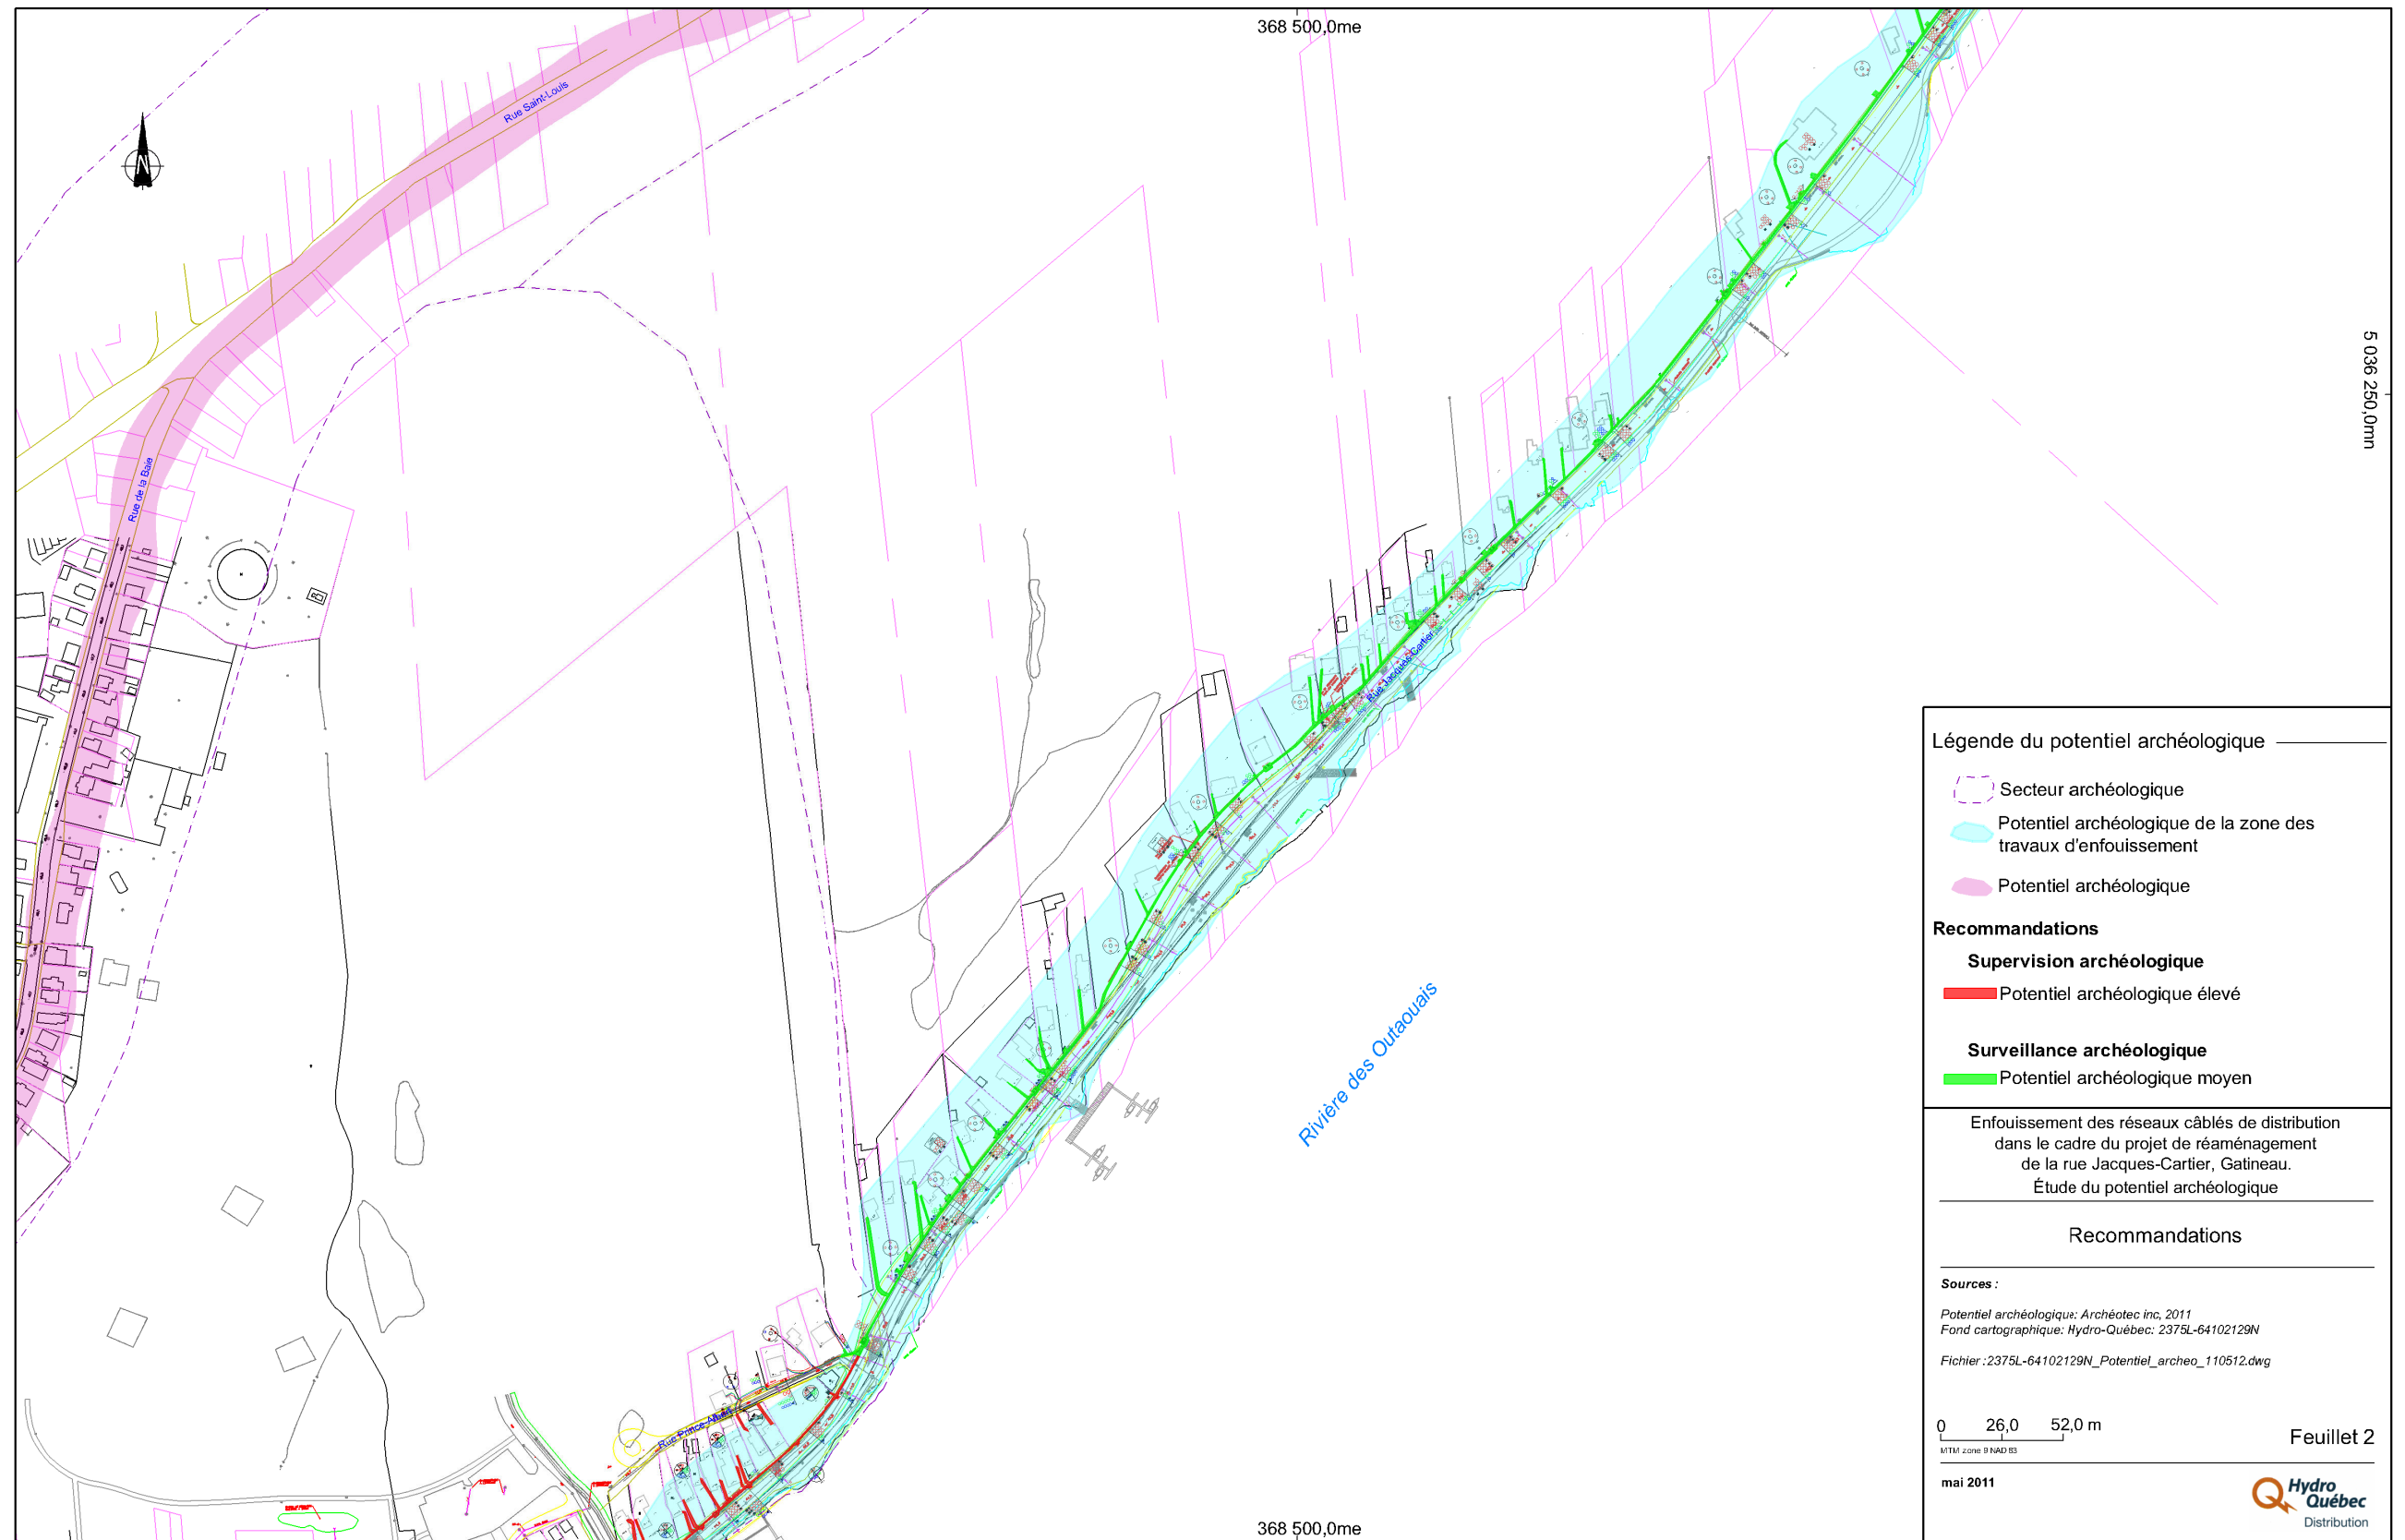 368 500,0me
Rue Saint-Louis
N
5 036 250,0mn
Rue de la Baie
Rue Jacques-Cartier
Rivière des Outaouais
Rue Prince-Albert
368 500,0me
Légende du potentiel archéologique
Secteur archéologique
Potentiel archéologique de la zone des
travaux d'enfouissement
Potentiel archéologique
Recommandations
Supervision archéologique
Potentiel archéologique élevé
Surveillance archéologique
Potentiel archéologique moyen
Enfouissement des réseaux câblés de distribution
dans le cadre du projet de réaménagement
de la rue Jacques-Cartier, Gatineau.
Étude du potentiel archéologique
Recommandations
Sources :
Potentiel archéologique: Archéotec inc, 2011
Fond cartographique: Hydro-Québec: 2375L-64102129N
Fichier :2375L-64102129N_Potentiel_archeo_110512.dwg
0 26,0 52,0 m
MTM zone 9 NAD 83
Feuillet 2
mai 2011
Hydro
Québec
Distribution